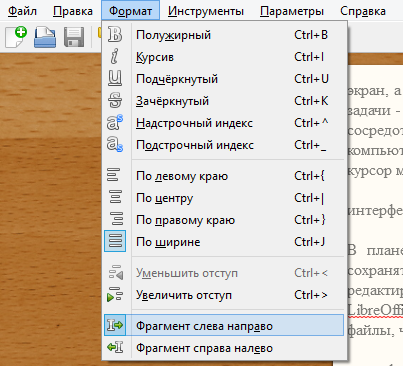 Файл Правка Формат Инструменты Параметры Справка
Полужирный Ctrl+B
Курсив Ctrl+I
Подчёркнутый Ctrl+U
Зачёркнутый Ctrl+K
Надстрочный индекс Ctrl+^
Подстрочный индекс Ctrl+_
По левому краю Ctrl+{
По центру Ctrl+|
По правому краю Ctrl+}
По ширине Ctrl+J
Уменьшить отступ Ctrl+<
Увеличить отступ Ctrl+>
Фрагмент слева направо
Фрагмент справа налево
экран, а
задачи -
сосредот
компьют
курсор м
интерфе
В плане
сохранят
редактир
LibreOffi
файлы, ч